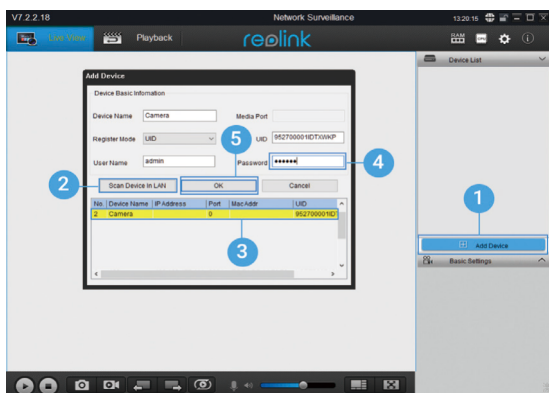 V7.2.2.18 Network Surveillance 13:20:15
Live View Playback reolink RAM CPU
Device List
Add Device
Device Basic Infomation
Device Name Camera Media Port
Register Mode UID UID 952700001IDTXWKP
5
User Name admin Password ●●●●●●
4
2 Scan Device In LAN OK Cancel
1
No. Device Name IP Address Port MacAddr UID
2 Camera 0 952700001ID
3
Add Device
Basic Settings